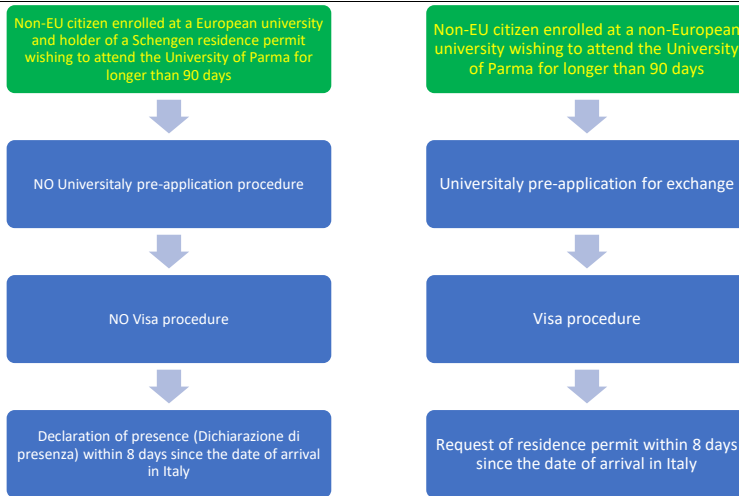 Non-EU citizen enrolled at a European university
and holder of a Schengen residence permit
wishing to attend the University of Parma for
longer than 90 days
NO Universitaly pre-application procedure
NO Visa procedure
Declaration of presence (Dichiarazione di
presenza) within 8 days since the date of arrival
in Italy
Non-EU citizen enrolled at a non-European
university wishing to attend the University
of Parma for longer than 90 days
Universitaly pre-application for exchange
Visa procedure
Request of residence permit within 8 days
since the date of arrival in Italy